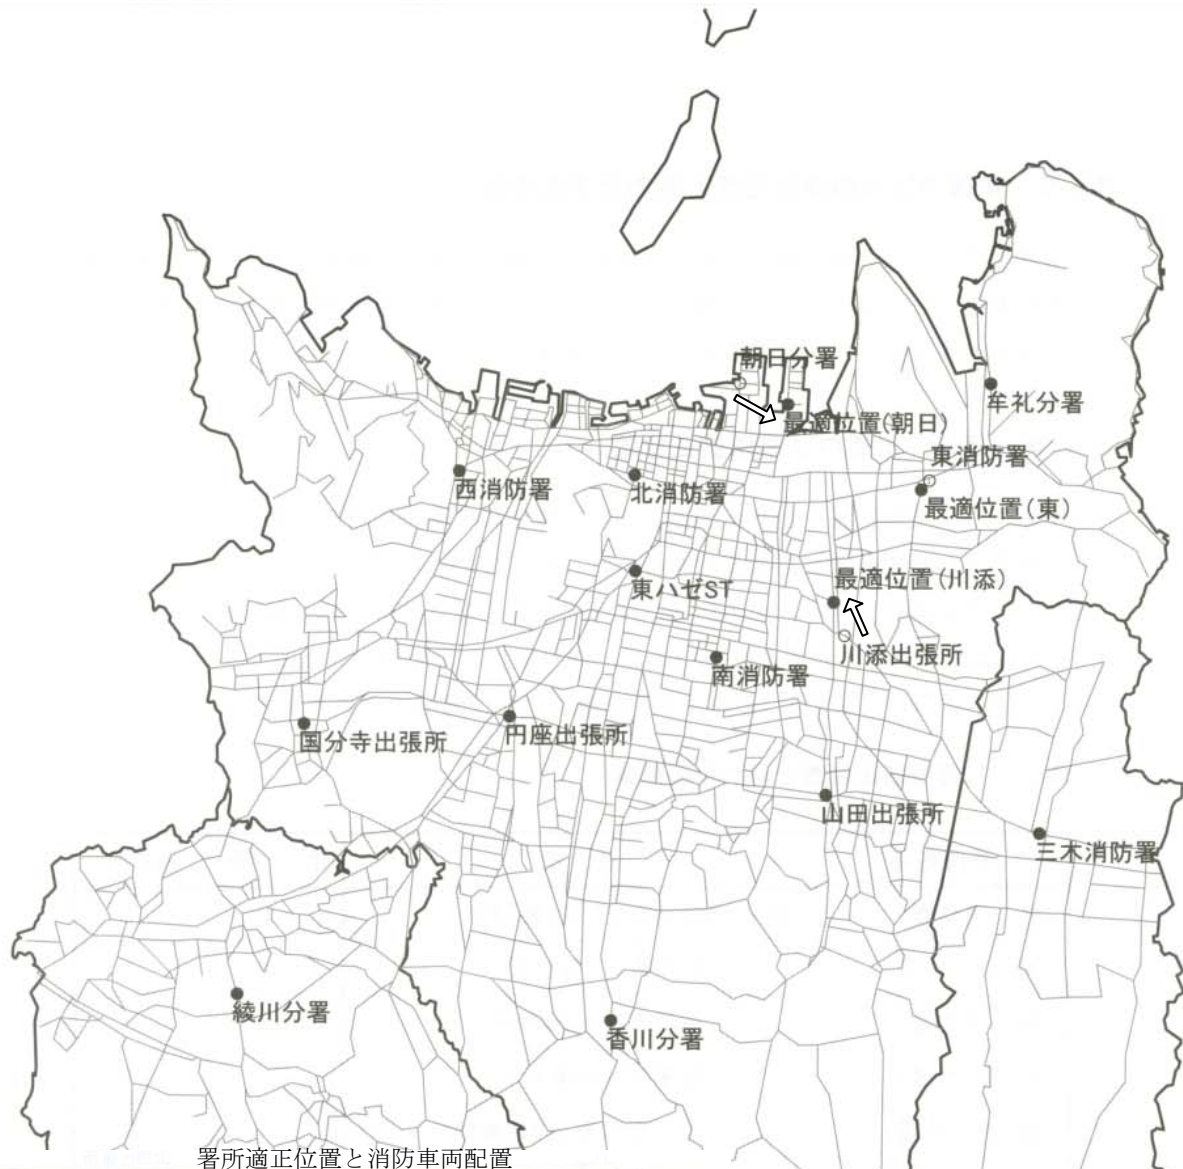 朝日分署
牟礼分署
最適位置(朝日)
東消防署
西消防署
北消防署
最適位置(東)
東ハゼST
最適位置(川添)
川添出張所
南消防署
国分寺出張所
円座出張所
山田出張所
三木消防署
綾川分署
香川分署
署所適正位置と消防車両配置